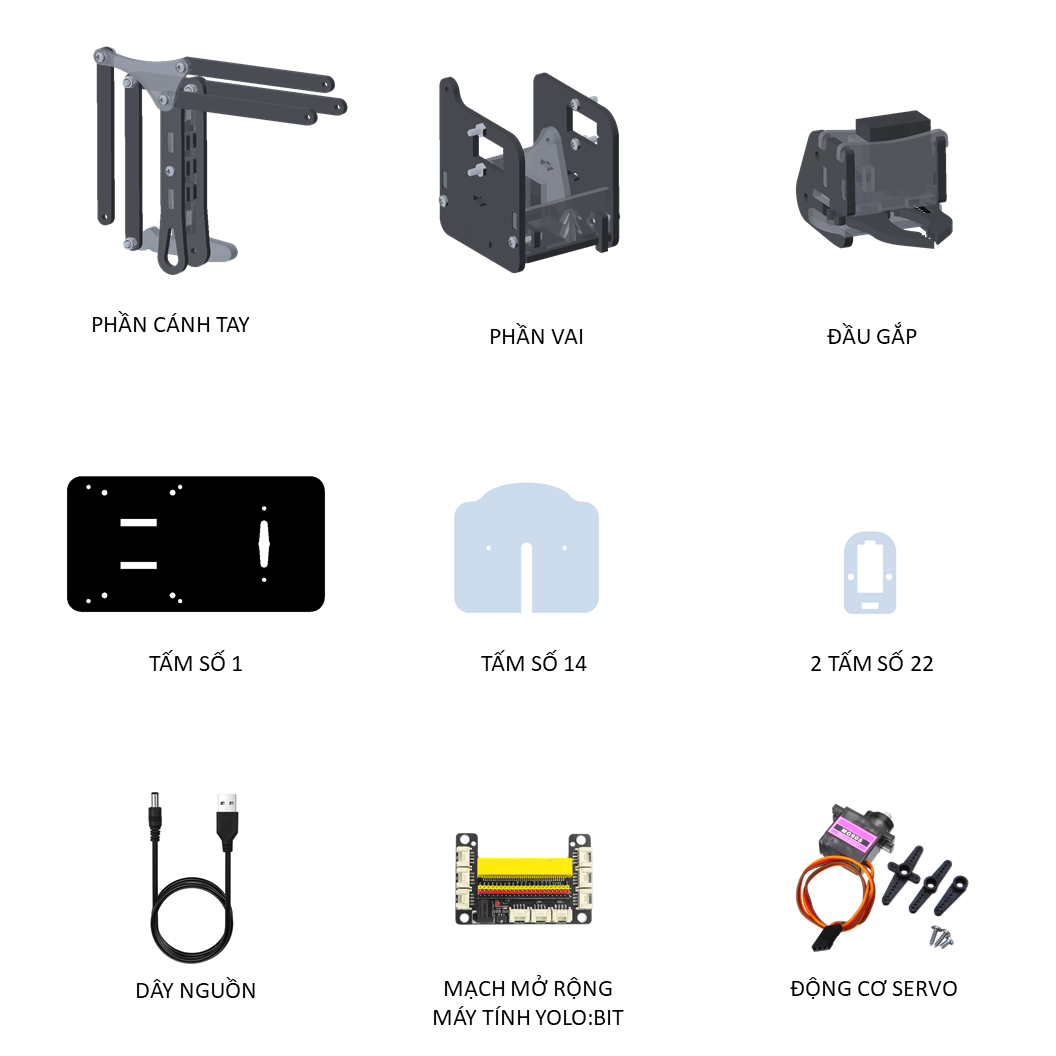 PHẦN CÁNH TAY
PHẦN VAI
ĐẦU GẮP
TẤM SỐ 1
TẤM SỐ 14
2 TẤM SỐ 22
MG90S
DÂY NGUỒN
MẠCH MỞ RỘNG
MÁY TÍNH YOLO:BIT
ĐỘNG CƠ SERVO